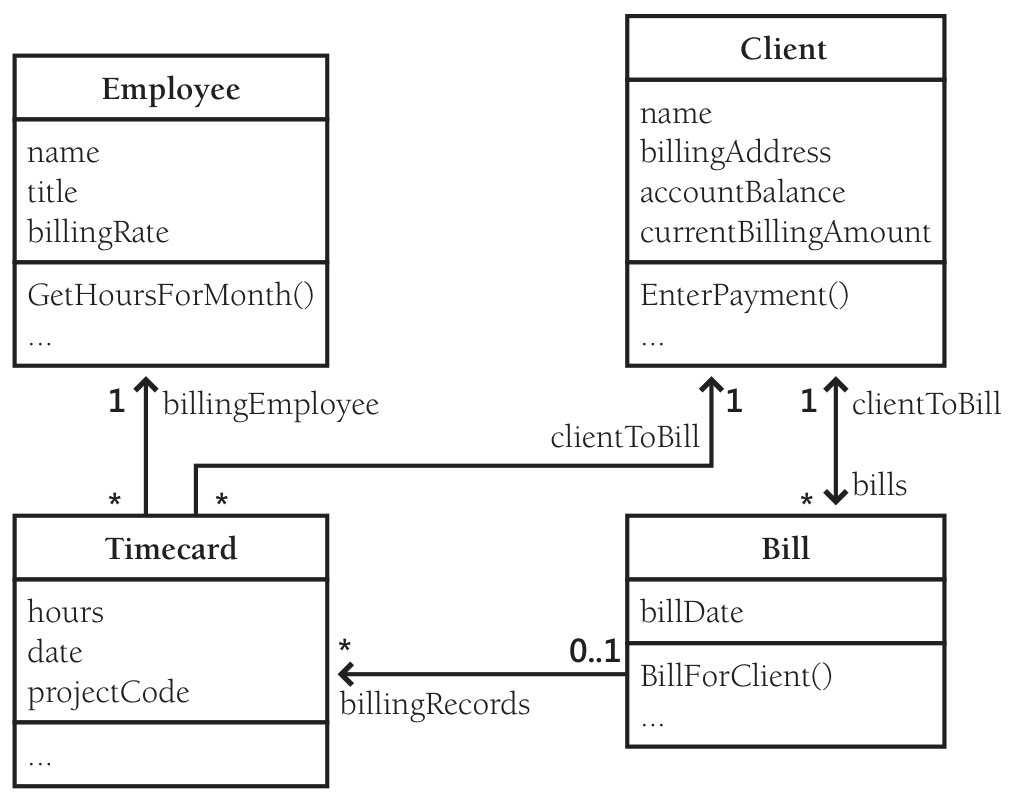 Employee
name
title
billingRate
GetHoursForMonth()
...
Client
name
billingAddress
accountBalance
currentBillingAmount
EnterPayment()
...
1 billingEmployee
*
clientToBill
1
*
1 clientToBill
* bills
Timecard
hours
date
projectCode
...
*
0..1
billingRecords
Bill
billDate
BillForClient()
...